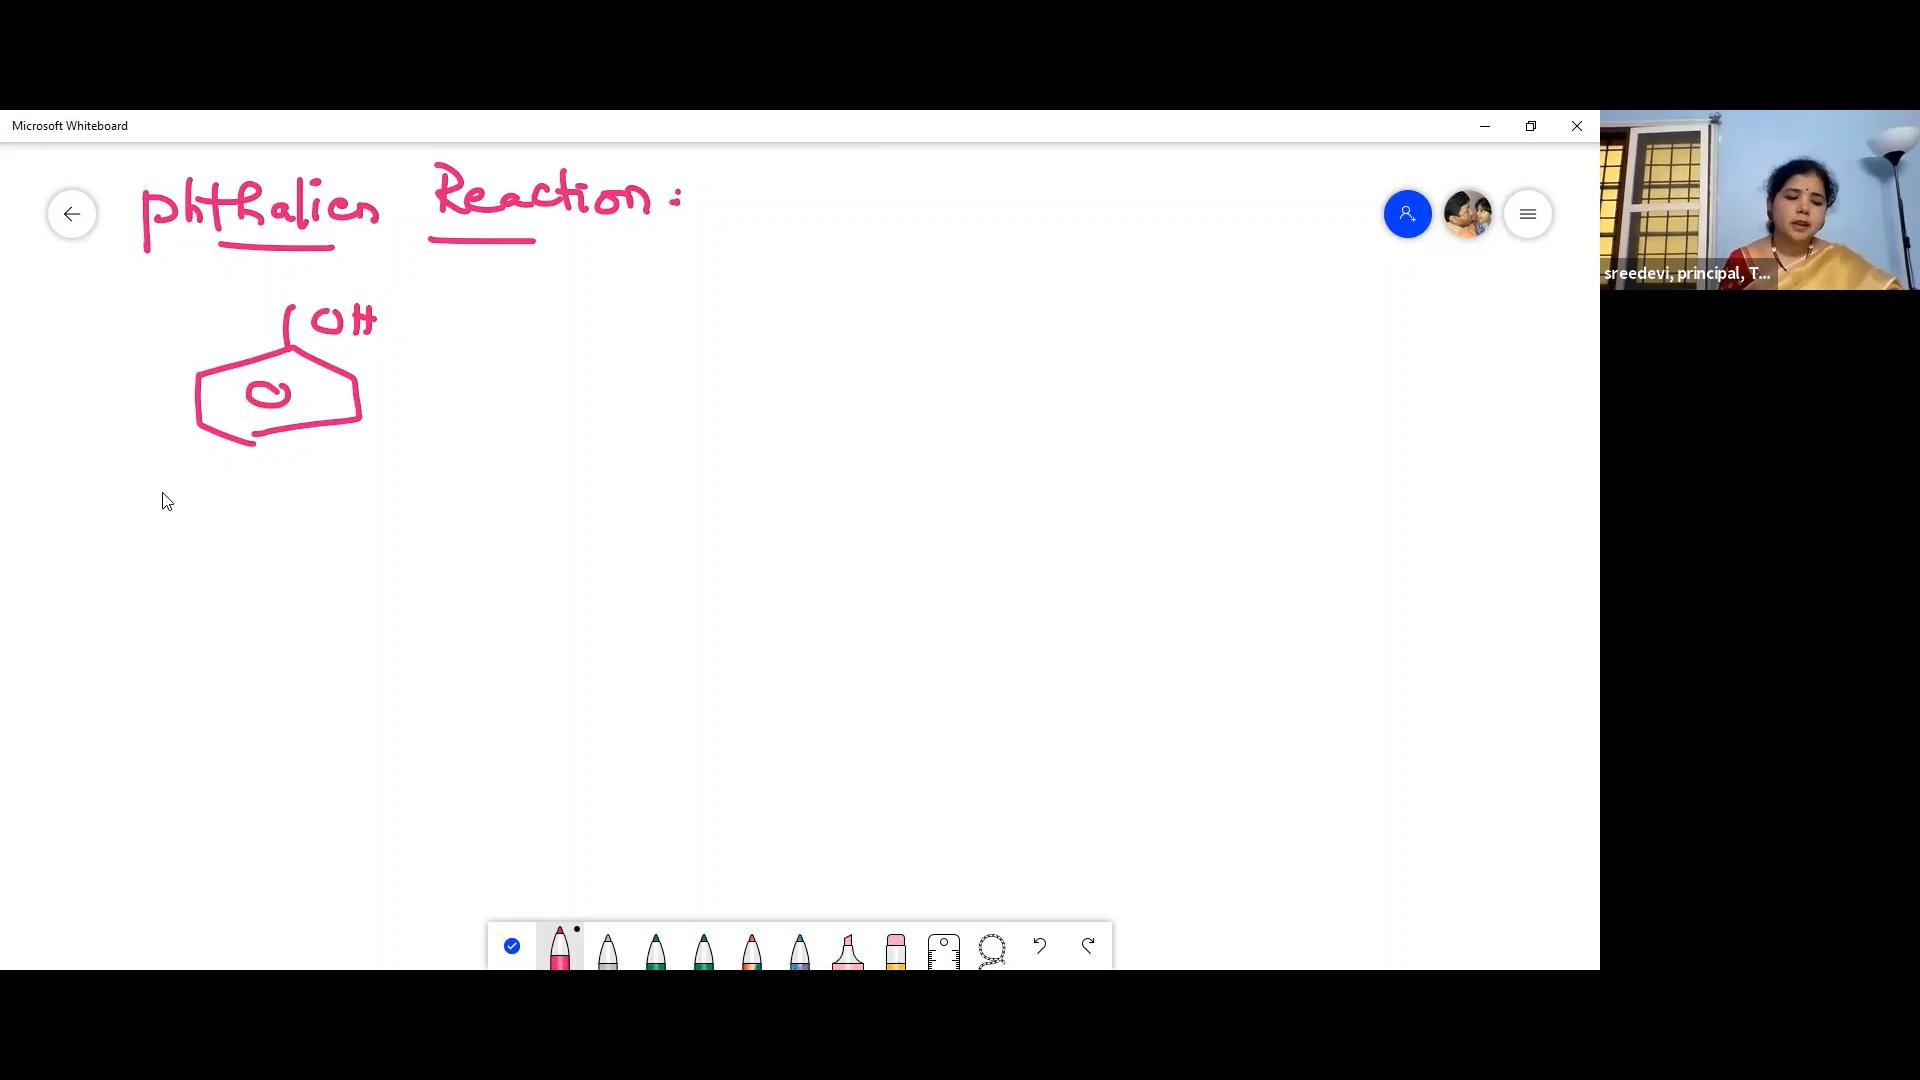 Microsoft Whiteboard
phthalien Reaction :
OH
sreedevi, principal, T...